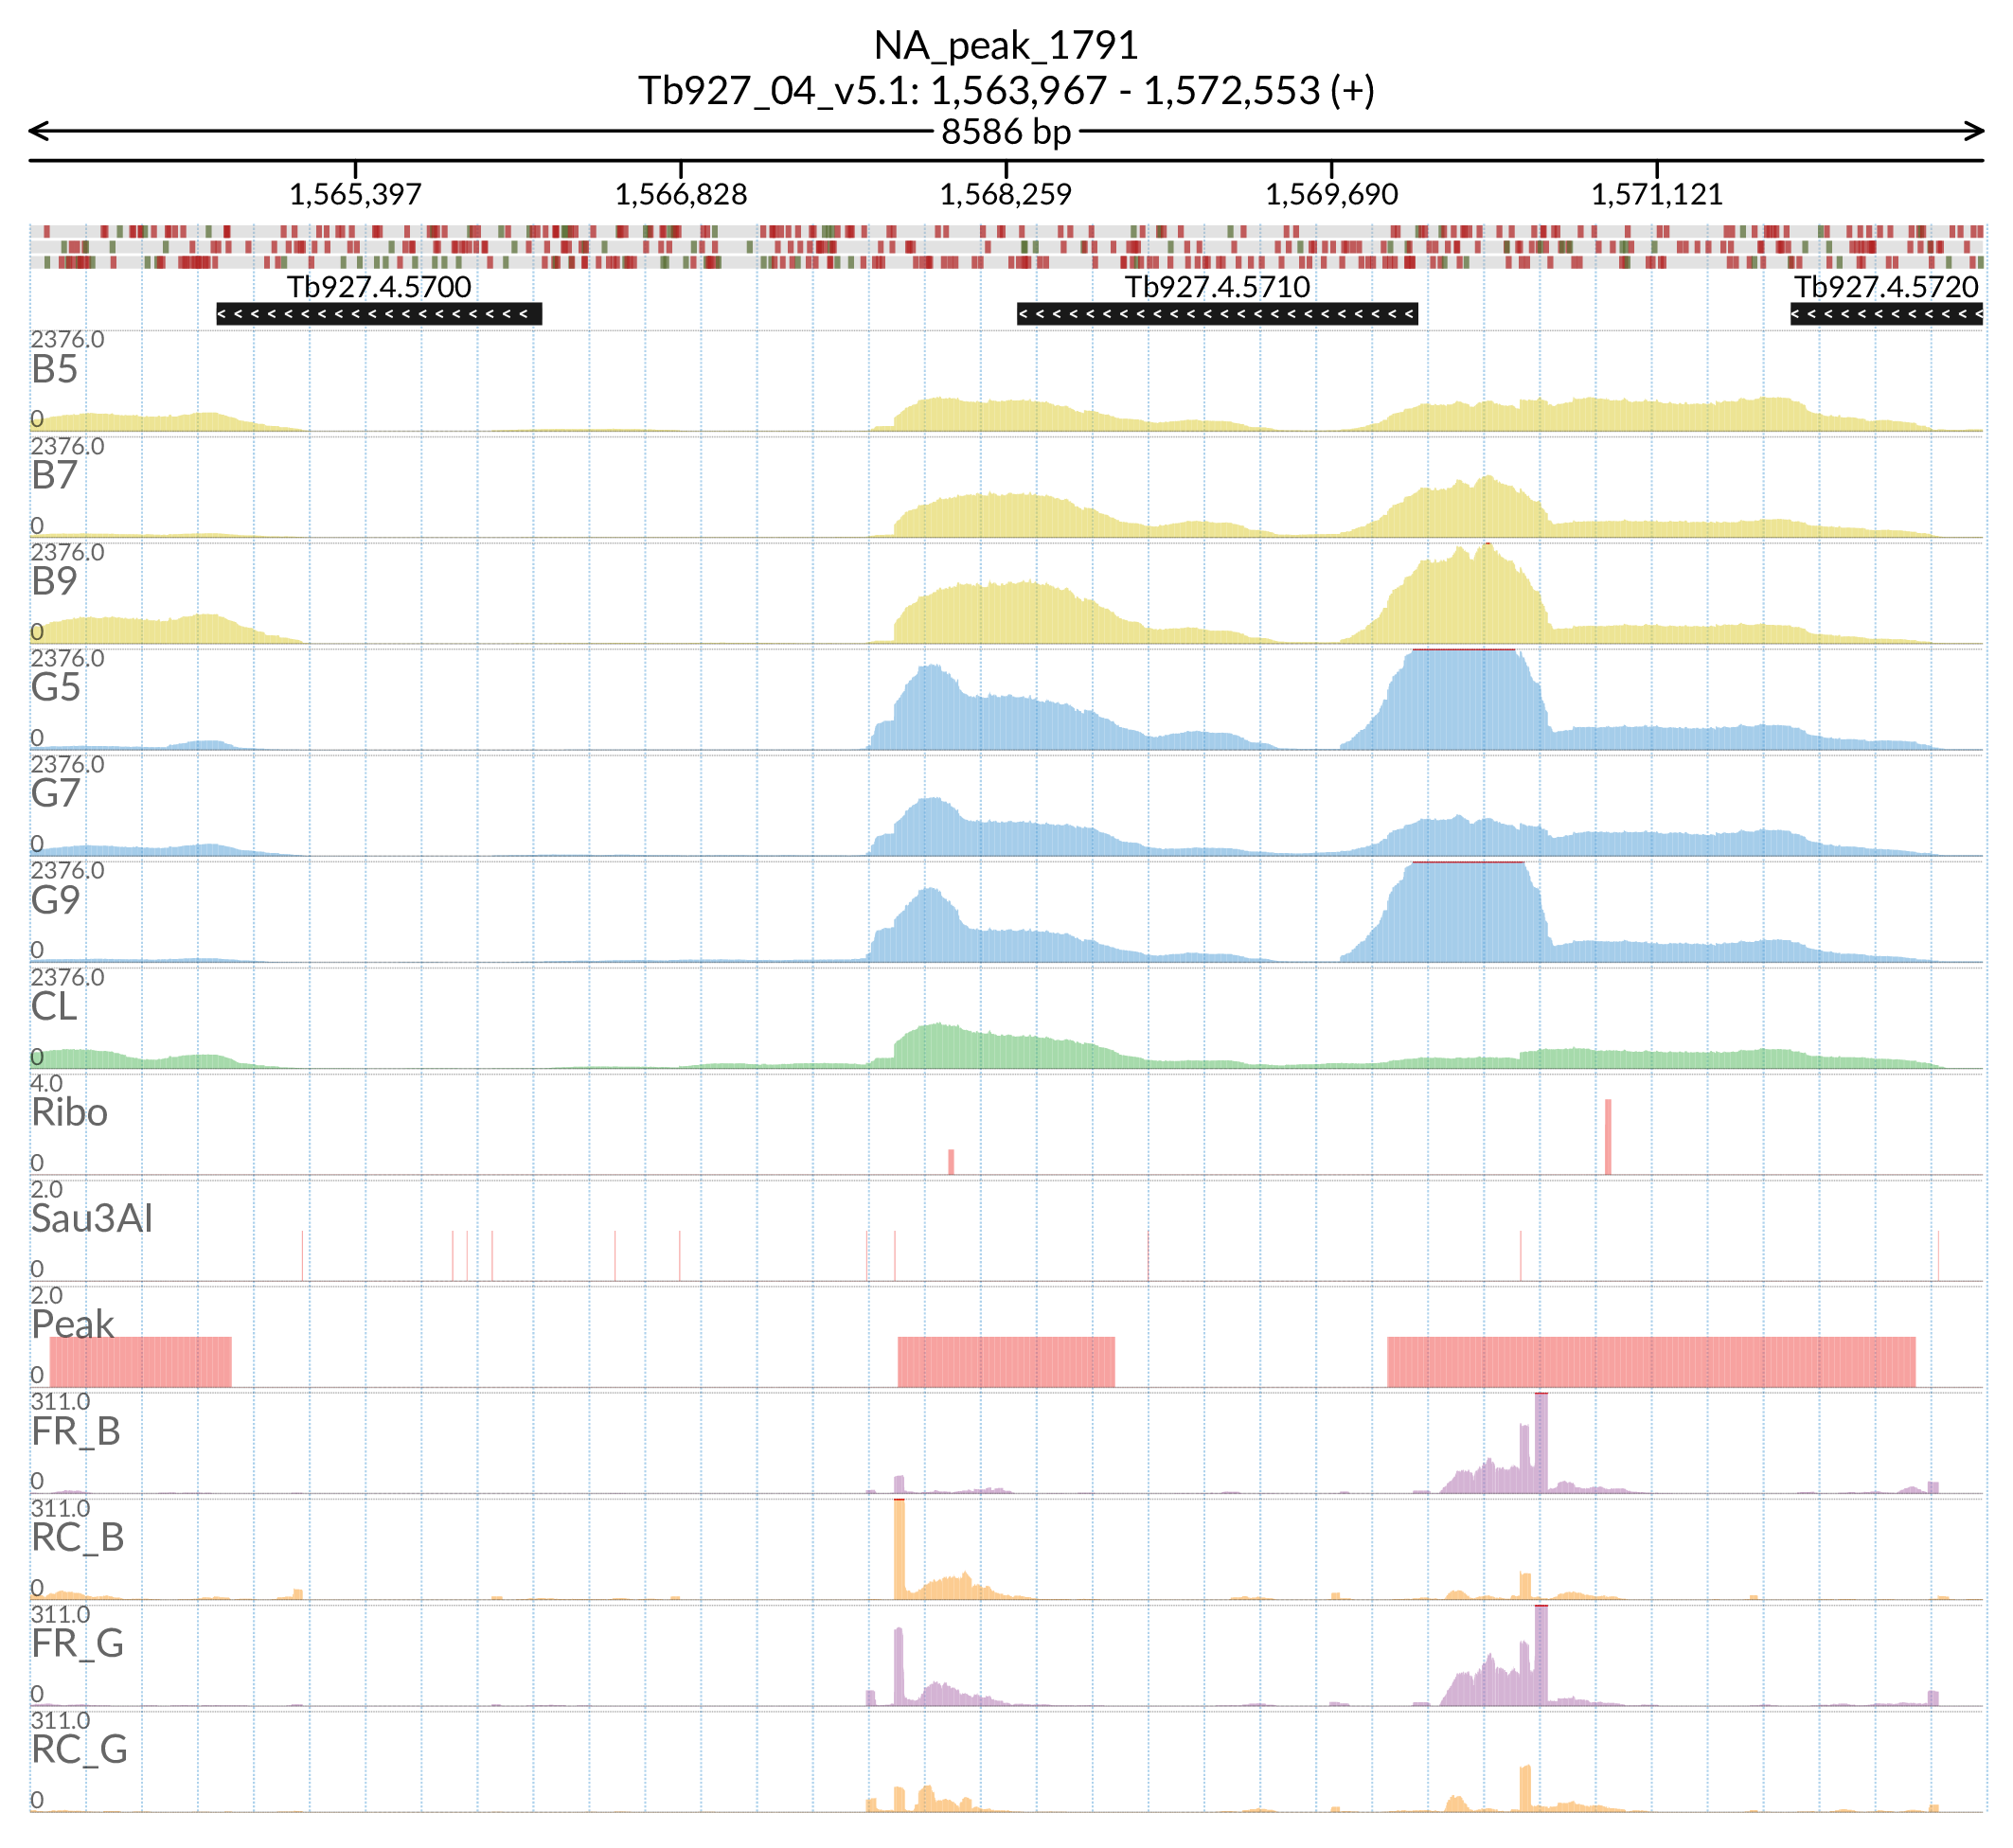 NA_peak_1791
Tb927_04_v5.1: 1,563,967 - 1,572,553 (+)
8586 bp
1,565,397 1,566,828 1,568,259 1,569,690 1,571,121
Tb927.4.5700 Tb927.4.5710 Tb927.4.5720
2376.0
B5
0
2376.0
B7
0
2376.0
B9
0
2376.0
G5
0
2376.0
G7
0
2376.0
G9
0
2376.0
CL
0
4.0
Ribo
0
2.0
Sau3AI
0
2.0
Peak
0
311.0
FR_B
0
311.0
RC_B
0
311.0
FR_G
0
311.0
RC_G
0